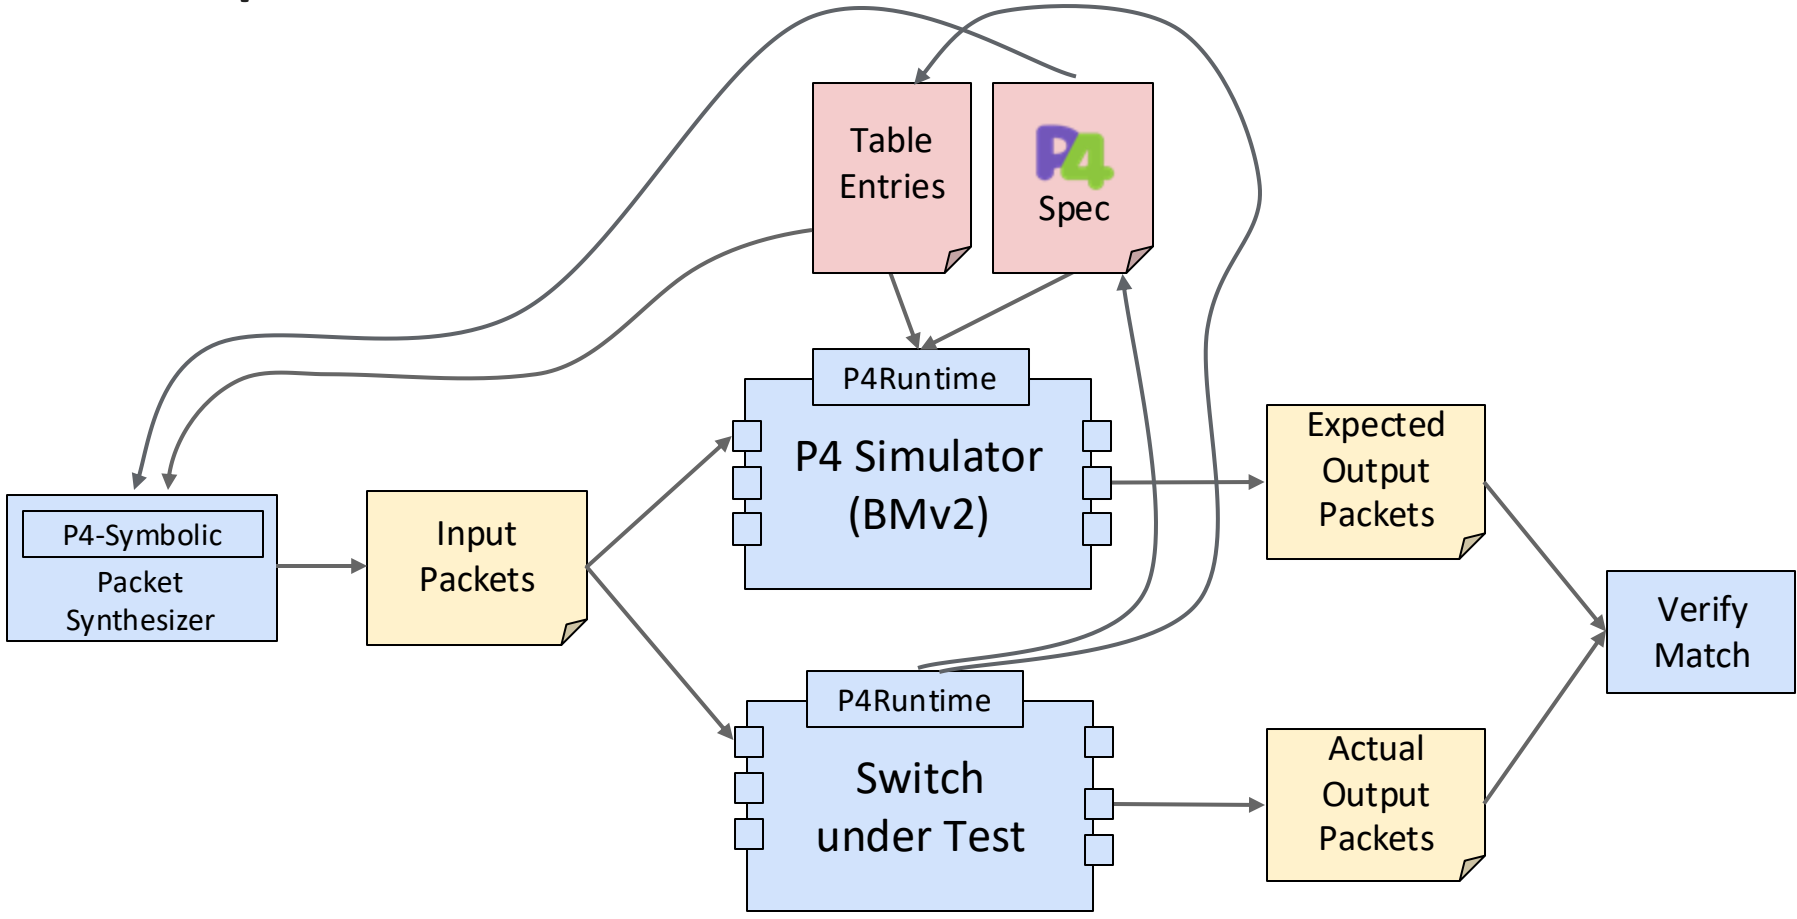 Table
Entries
P4
Spec
P4Runtime
P4 Simulator
(BMv2)
Expected
Output
Packets
P4-Symbolic
Packet
Synthesizer
Input
Packets
Verify
Match
P4Runtime
Switch
under Test
Actual
Output
Packets